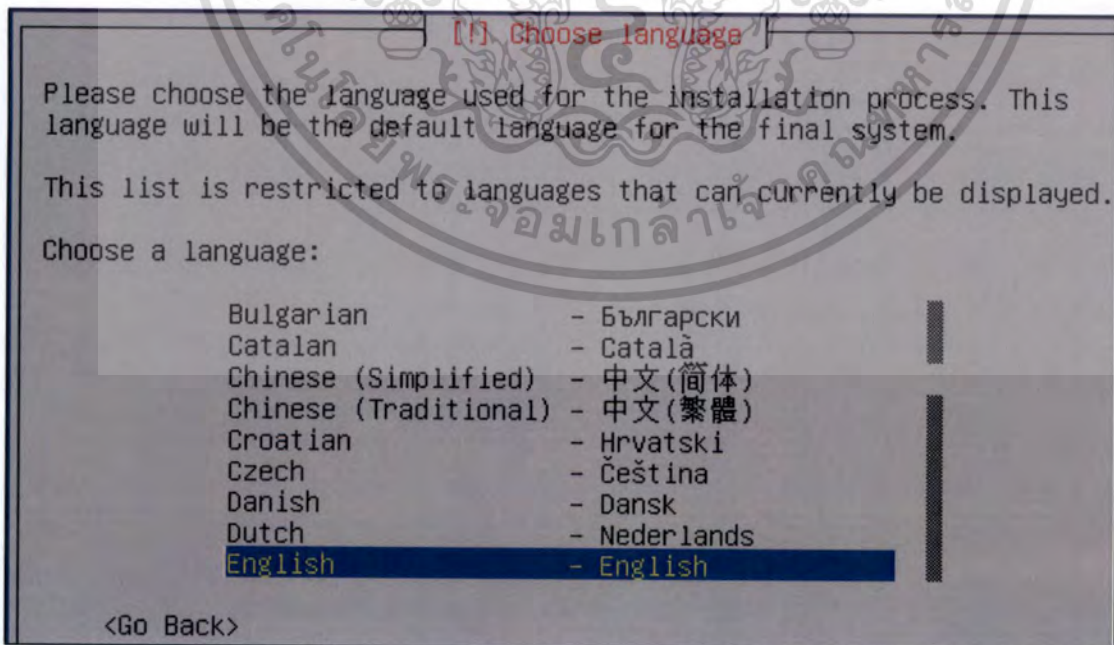 [!] Choose language
Please choose the language used for the installation process. This
language will be the default language for the final system.
This list is restricted to languages that can currently be displayed.
Choose a language:
Bulgarian - Български
Catalan - Català
Chinese (Simplified) - 中文(简体)
Chinese (Traditional) - 中文(繁體)
Croatian - Hrvatski
Czech - Čeština
Danish - Dansk
Dutch - Nederlands
English - English
<Go Back>